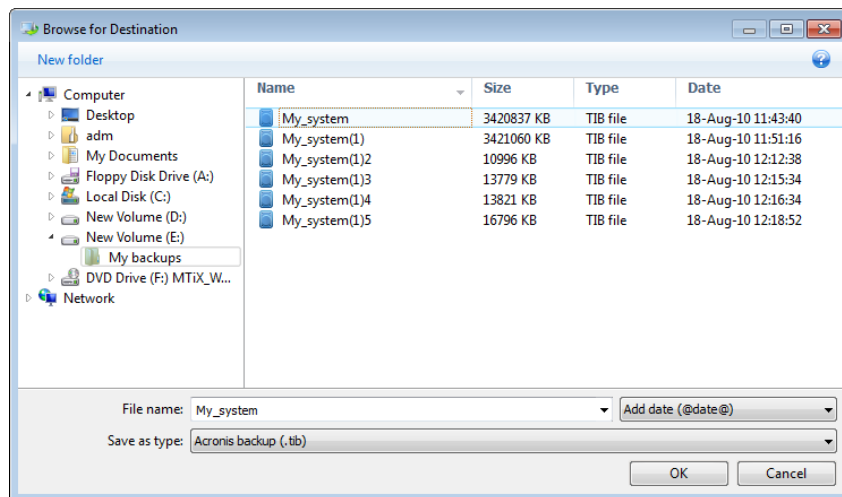 Browse for Destination
New folder
Computer
Desktop
adm
My Documents
Floppy Disk Drive (A:)
Local Disk (C:)
New Volume (D:)
New Volume (E:)
My backups
DVD Drive (F:) MTiX_W...
Network
Name Size Type Date
My_system 3420837 KB TIB file 18-Aug-10 11:43:40
My_system(1) 3421060 KB TIB file 18-Aug-10 11:51:16
My_system(1)2 10996 KB TIB file 18-Aug-10 12:12:38
My_system(1)3 13779 KB TIB file 18-Aug-10 12:15:34
My_system(1)4 13821 KB TIB file 18-Aug-10 12:16:34
My_system(1)5 16796 KB TIB file 18-Aug-10 12:18:52
File name: My_system Add date (@date@)
Save as type: Acronis backup (.tib)
OK Cancel